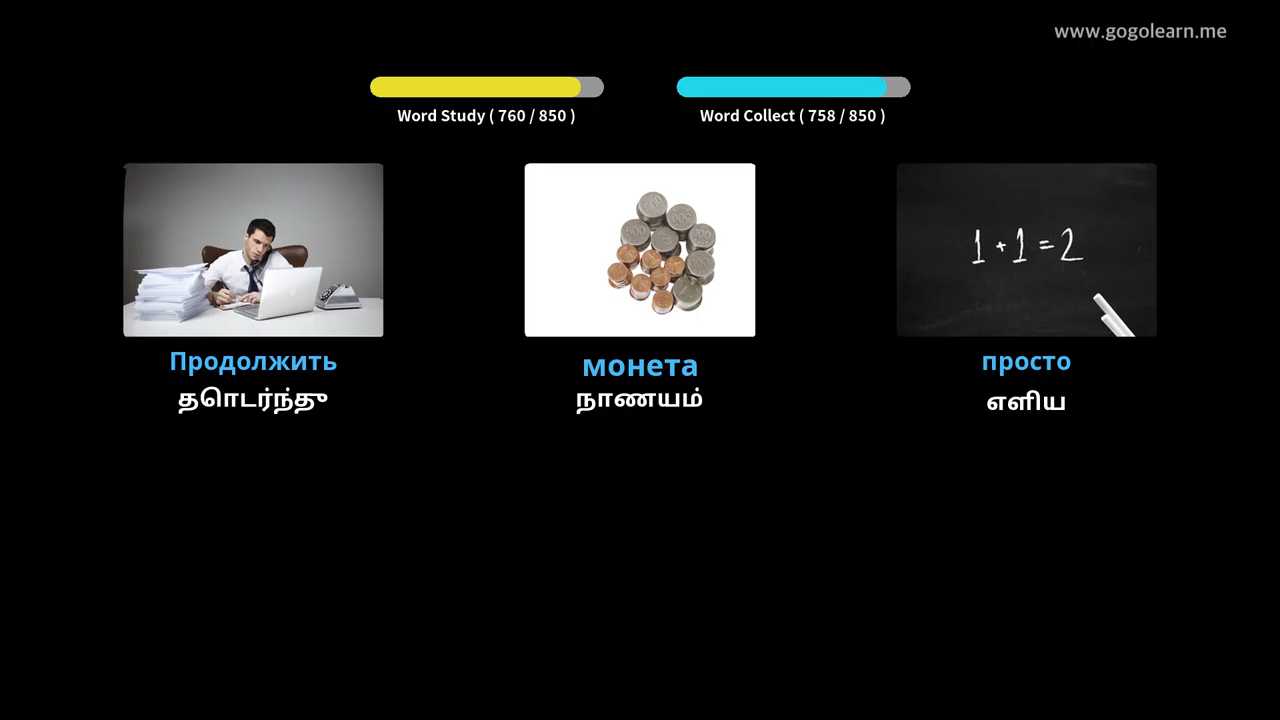 www.gogolearn.me
Word Study ( 760 / 850 )
Word Collect ( 758 / 850 )
1 + 1 = 2
Продолжить
монета
просто
தொடர்ந்து
நாணயம்
எளிய